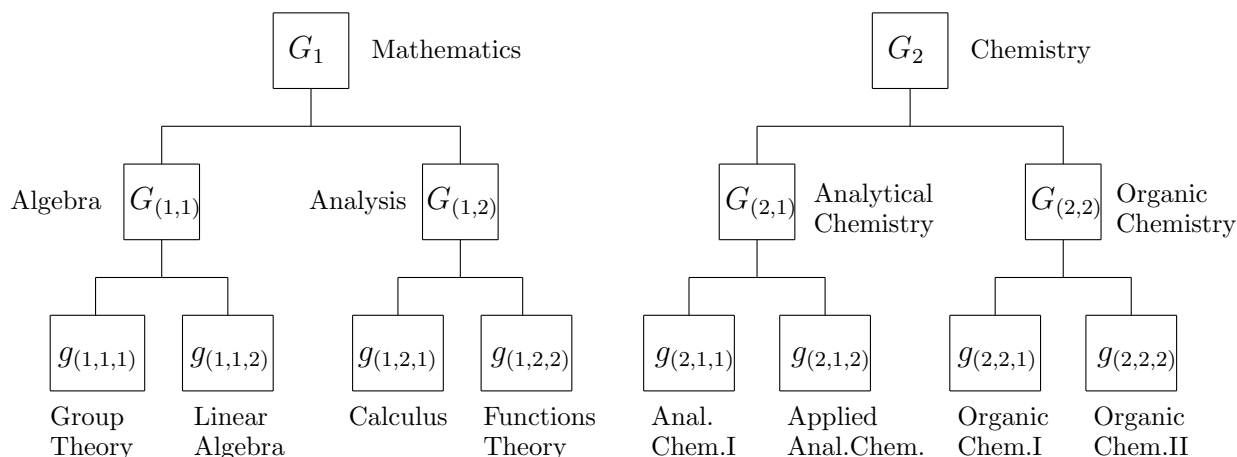 G₁ Mathematics G₂ Chemistry
Algebra G₍₁,₁₎ Analysis G₍₁,₂₎ G₍₂,₁₎ Analytical Chemistry G₍₂,₂₎ Organic Chemistry
g₍₁,₁,₁₎ g₍₁,₁,₂₎ g₍₁,₂,₁₎ g₍₁,₂,₂₎ g₍₂,₁,₁₎ g₍₂,₁,₂₎ g₍₂,₂,₁₎ g₍₂,₂,₂₎
Group Linear Calculus Functions Anal. Applied Organic Organic
Theory Algebra Theory Chem.I Anal.Chem. Chem.I Chem.II